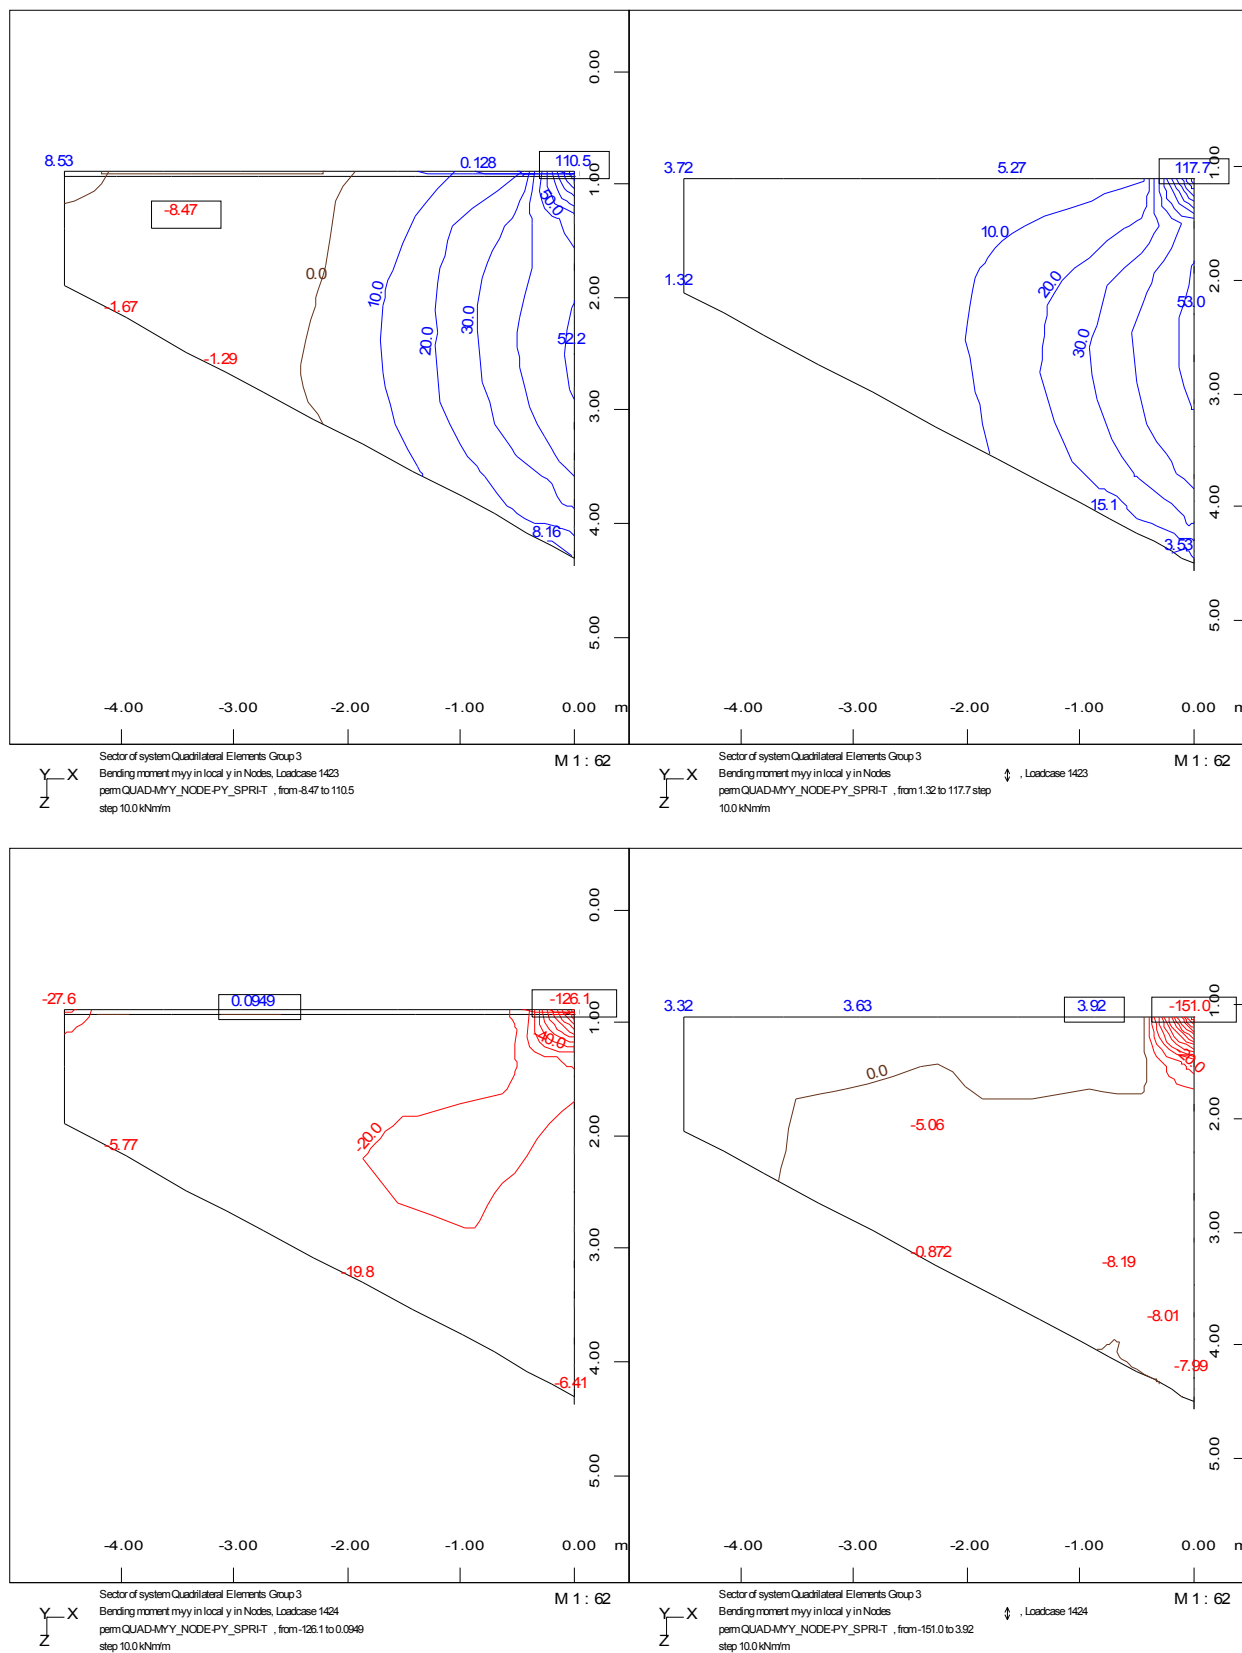 0.00
8.53
0.128
110.5
1.00
-8.47
0.0
10.0
20.0
30.0
50.0
2.00
-1.67
-1.29
52.2
3.00
4.00
8.16
5.00
-4.00 -3.00 -2.00 -1.00 0.00 m
Y X
Z
Sector of system Quadrilateral Elements Group 3
M 1 : 62
Bending moment m-yy in local y in Nodes, Loadcase 1423
perm QUAD-MYY_NODE-PY_SPRI-T , from -8.47 to 110.5
step 10.0 kNm/m
0.00
3.72
5.27
117.7
1.00
10.0
1.32
20.0
2.00
53.0
30.0
3.00
15.1
4.00
3.53
5.00
-4.00 -3.00 -2.00 -1.00 0.00 m
Y X
Z
Sector of system Quadrilateral Elements Group 3
M 1 : 62
Bending moment m-yy in local y in Nodes , Loadcase 1423
perm QUAD-MYY_NODE-PY_SPRI-T , from 1.32 to 117.7 step
10.0 kNm/m
0.00
-27.6
0.0949
-126.1
1.00
-40.0
-20.0
2.00
-5.77
3.00
-19.8
4.00
-6.41
5.00
-4.00 -3.00 -2.00 -1.00 0.00 m
Y X
Z
Sector of system Quadrilateral Elements Group 3
M 1 : 62
Bending moment m-yy in local y in Nodes, Loadcase 1424
perm QUAD-MYY_NODE-PY_SPRI-T , from -126.1 to 0.0949
step 10.0 kNm/m
0.00
3.32
3.63
3.92
-151.0
1.00
0.0
-20.0
2.00
-5.06
-0.872
3.00
-8.19
-8.01
4.00
-7.99
5.00
-4.00 -3.00 -2.00 -1.00 0.00 m
Y X
Z
Sector of system Quadrilateral Elements Group 3
M 1 : 62
Bending moment m-yy in local y in Nodes , Loadcase 1424
perm QUAD-MYY_NODE-PY_SPRI-T , from -151.0 to 3.92
step 10.0 kNm/m